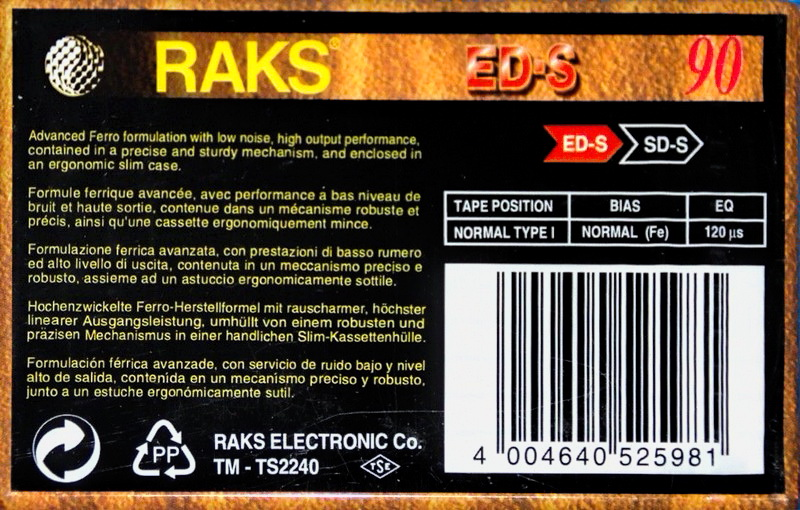 RAKS® ED-S 90
Advanced Ferro formulation with low noise, high output performance,
contained in a precise and sturdy mechanism, and enclosed in
an ergonomic slim case.
Formule ferrique avancée, avec performance à bas niveau de
bruit et haute sortie, contenue dans un mécanisme robuste et
précis, ainsi qu'une cassette ergonomiquement mince.
Formulazione ferrica avanzata, con prestazioni di basso rumero
ed alto livello di uscita, contenuta in un meccanismo preciso e
robusto, assieme ad un astuccio ergonomicamente sottile.
Hochenzwickelte Ferro-Herstellformel mit rauscharmer, höchster
linearer Ausgangsleistung, umhüllt von einem robusten und
präzisen Mechanismus in einer handlichen Slim-Kassettenhülle.
Formulación férrica avanzade, con servicio de ruido bajo y nivel
alto de salida, contenida en un mecanismo preciso y robusto,
junto a un estuche ergonómicamente sutil.
PP
RAKS ELECTRONIC Co.
TM - TS2240
TSE
ED-S SD-S
TAPE POSITION BIAS EQ
NORMAL TYPE I NORMAL (Fe) 120 µs
4 004640 525981